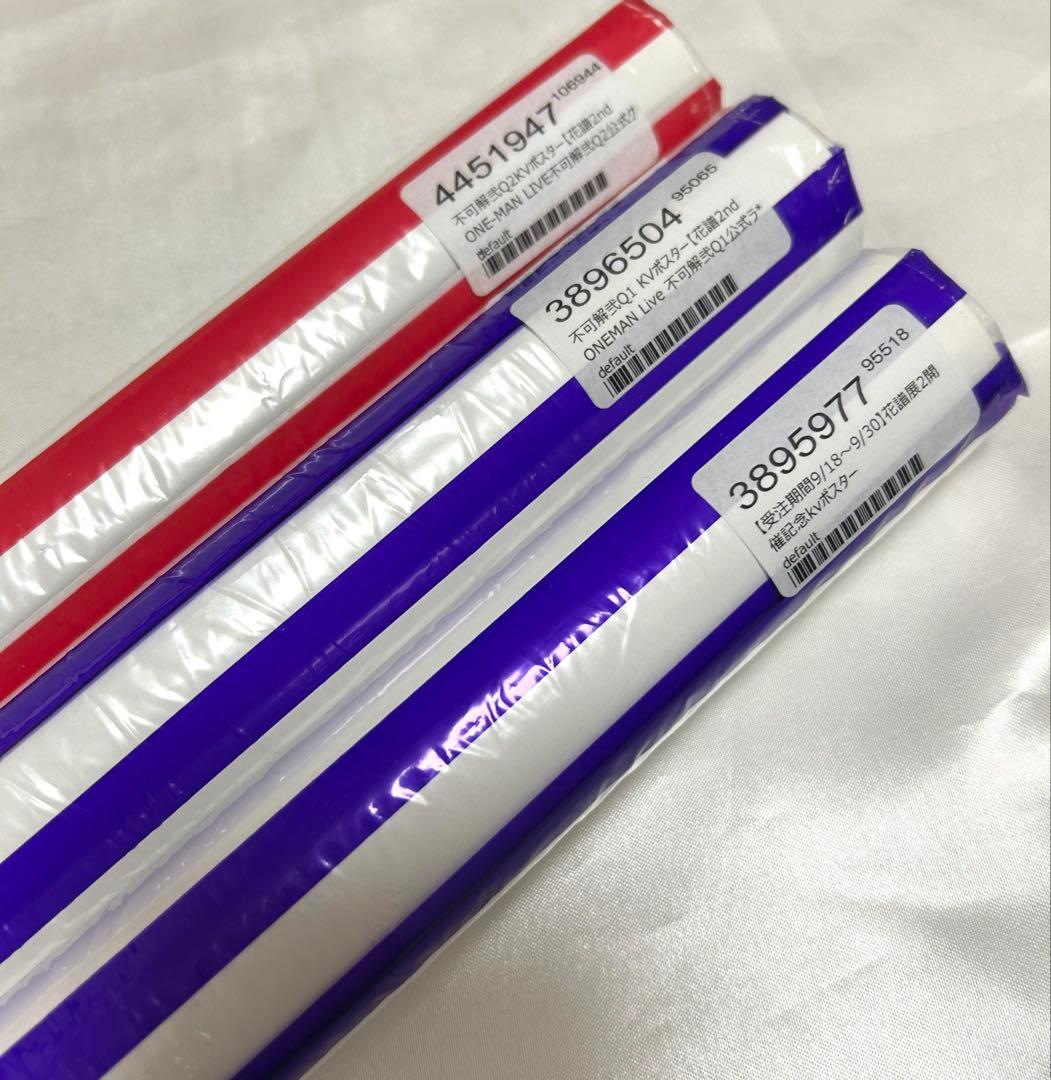 4451947 106944
不可解弐Q2KVポスター【花譜2nd
ONE-MAN LIVE不可解弐Q2公式グ
default
3896504 95065
不可解弐Q1 KVポスター【花譜2nd
ONEMAN Live 不可解弐Q1公式ラ*
default
3895977 95518
【受注期間9/18～9/30】花譜展2開
催記念kvポスター
default